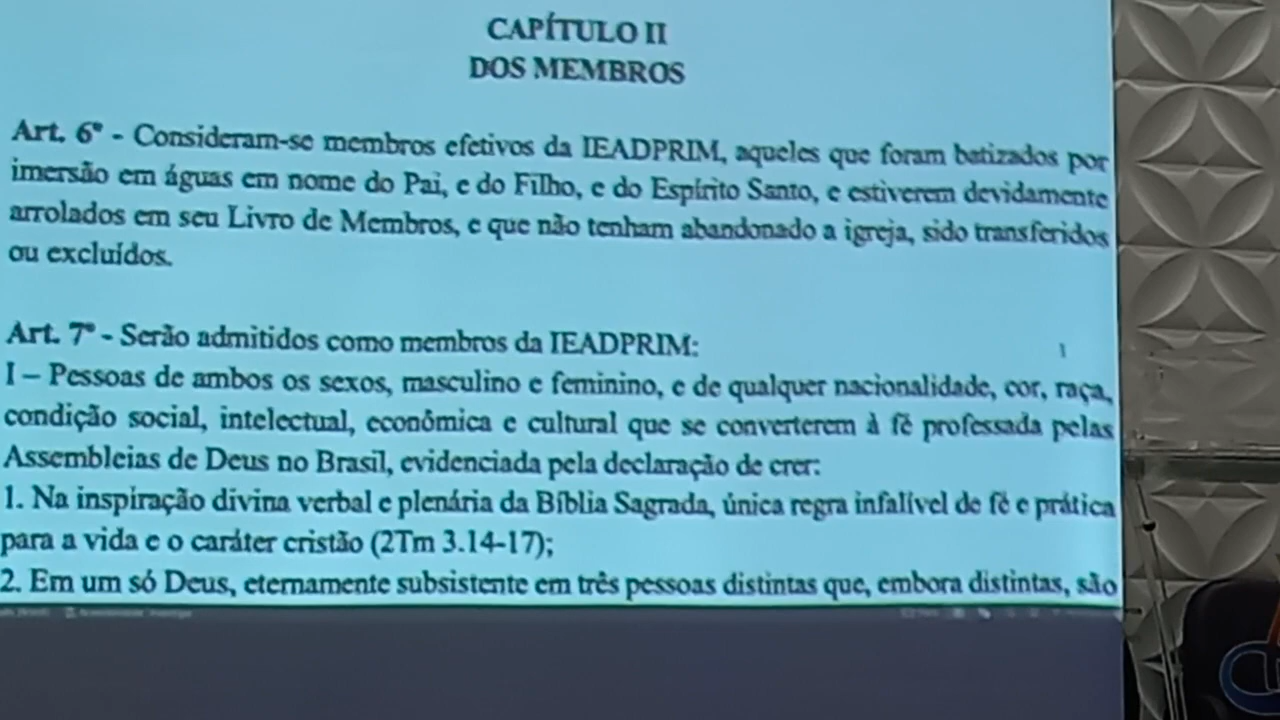 CAPÍTULO II
DOS MEMBROS
Art. 6º - Consideram-se membros efetivos da IEADPRIM, aqueles que foram batizados por
imersão em águas em nome do Pai, e do Filho, e do Espírito Santo, e estiverem devidamente
arrolados em seu Livro de Membros, e que não tenham abandonado a igreja, sido transferidos
ou excluídos.
Art. 7º - Serão admitidos como membros da IEADPRIM:
I – Pessoas de ambos os sexos, masculino e feminino, e de qualquer nacionalidade, cor, raça,
condição social, intelectual, econômica e cultural que se converterem à fé professada pelas
Assembleias de Deus no Brasil, evidenciada pela declaração de crer:
1. Na inspiração divina verbal e plenária da Bíblia Sagrada, única regra infalível de fé e prática
para a vida e o caráter cristão (2Tm 3.14-17);
2. Em um só Deus, eternamente subsistente em três pessoas distintas que, embora distintas, são